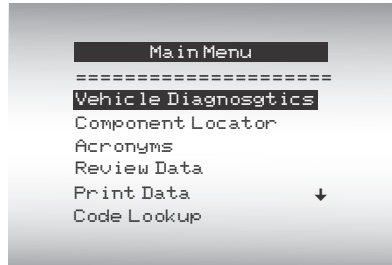 Main Menu
=====================
Vehicle Diagnosgtics
Component Locator
Acronyms
Review Data
Print Data ↓
Code Lookup